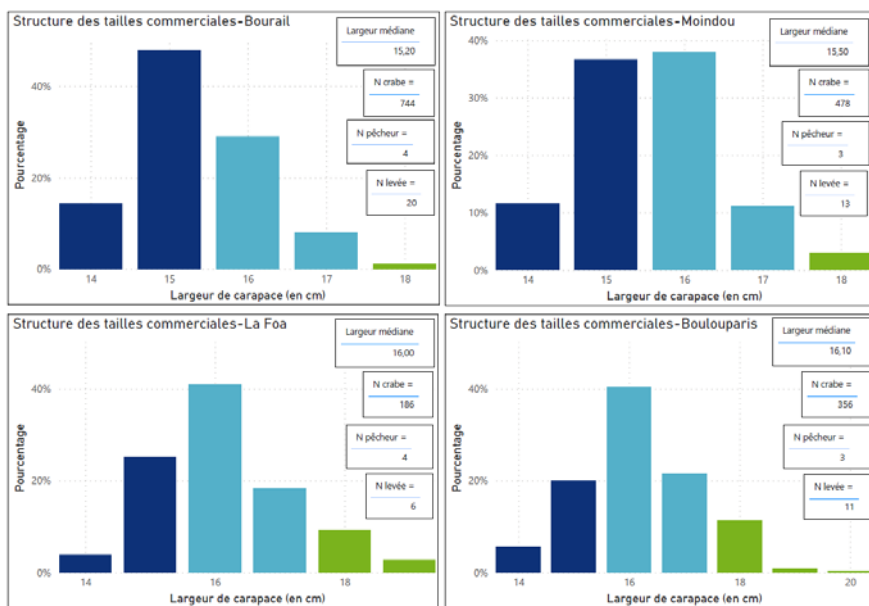 Structure des tailles commerciales-Bourail
Largeur médiane
15,20
N crabe =
744
N pêcheur =
4
N levée =
20
Pourcentage
40%
20%
0%
14 15 16 17 18
Largeur de carapace (en cm)
Structure des tailles commerciales-Moindou
Largeur médiane
15,50
N crabe =
478
N pêcheur =
3
N levée =
13
Pourcentage
40%
30%
20%
10%
0%
14 15 16 17 18
Largeur de carapace (en cm)
Structure des tailles commerciales-La Foa
Largeur médiane
16,00
N crabe =
186
N pêcheur =
4
N levée =
6
Pourcentage
40%
20%
0%
14 16 18
Largeur de carapace (en cm)
Structure des tailles commerciales-Boulouparis
Largeur médiane
16,10
N crabe =
356
N pêcheur =
3
N levée =
11
Pourcentage
40%
20%
0%
14 16 18 20
Largeur de carapace (en cm)